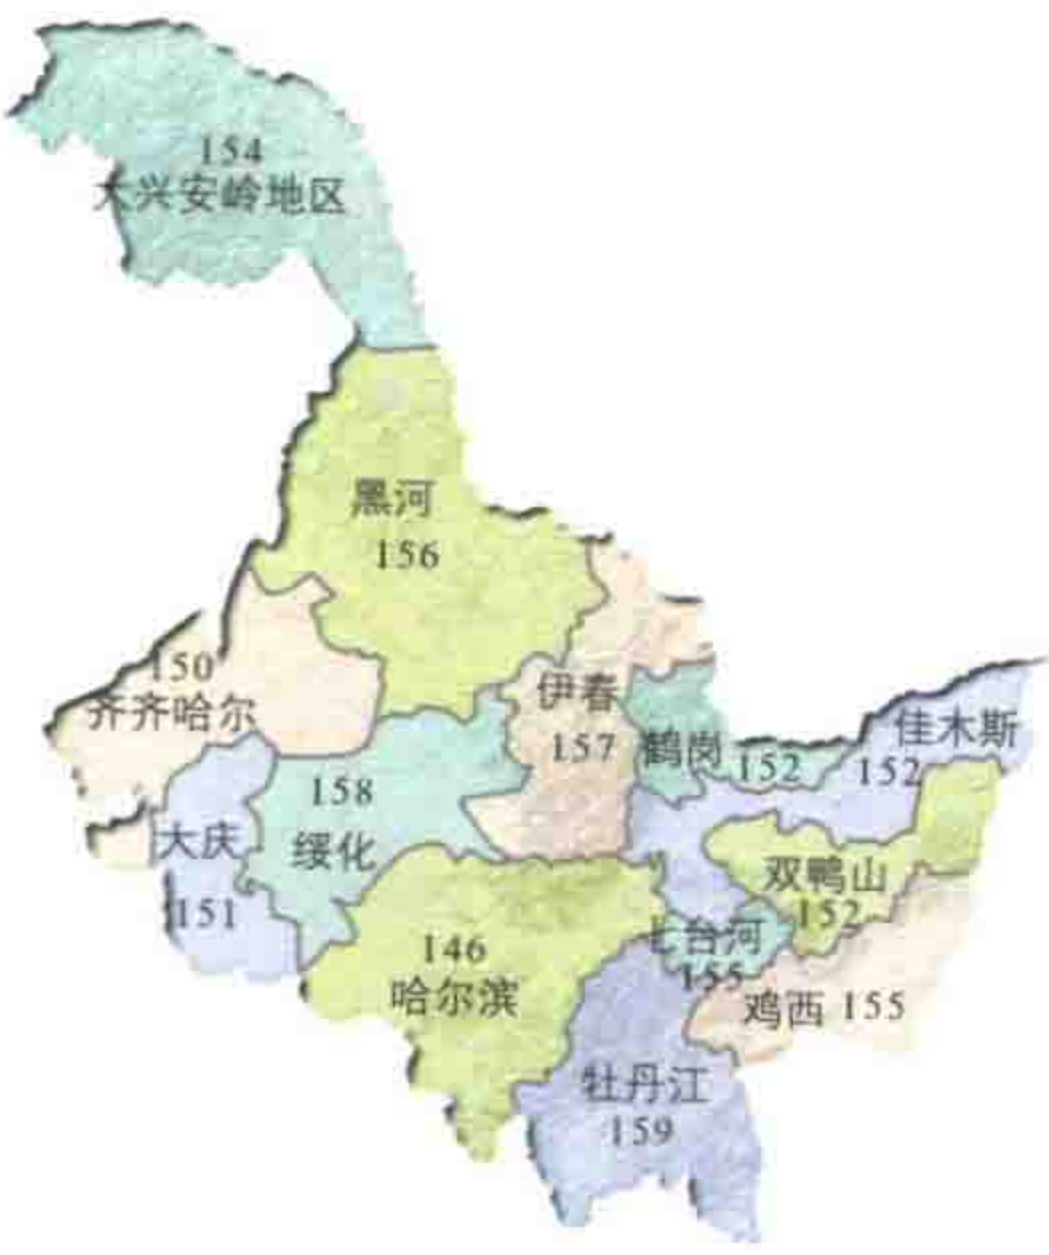 154
大兴安岭地区
黑河
156
150
齐齐哈尔
伊春
157
鹤岗
152
佳木斯
152
158
绥化
大庆
151
双鸭山
152
七台河
155
146
哈尔滨
鸡西 155
牡丹江
159